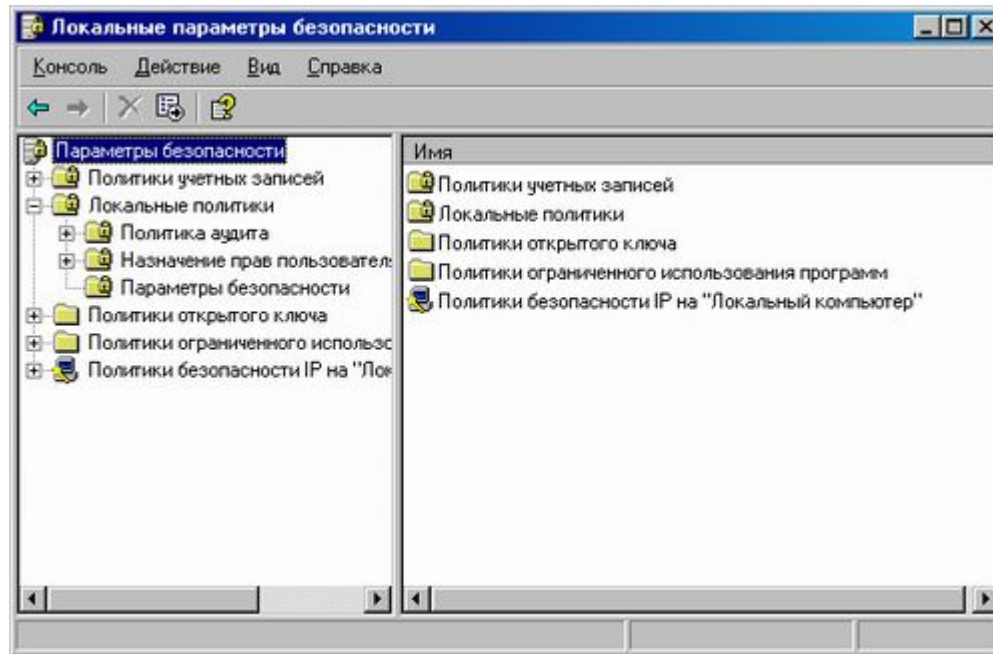 Локальные параметры безопасности
Консоль Действие Вид Справка
Параметры безопасности
Политики учетных записей
Локальные политики
Политика аудита
Назначение прав пользовател
Параметры безопасности
Политики открытого ключа
Политики ограниченного использо
Политики безопасности IP на "Лок
Имя
Политики учетных записей
Локальные политики
Политики открытого ключа
Политики ограниченного использования программ
Политики безопасности IP на "Локальный компьютер"